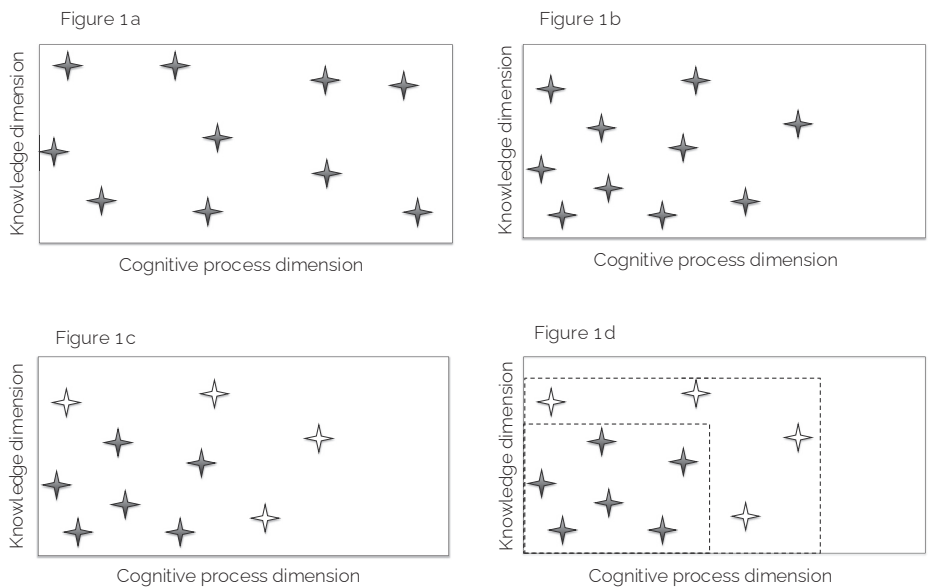 Figure 1a
Knowledge dimension
Cognitive process dimension
Figure 1b
Knowledge dimension
Cognitive process dimension
Figure 1c
Knowledge dimension
Cognitive process dimension
Figure 1d
Knowledge dimension
Cognitive process dimension